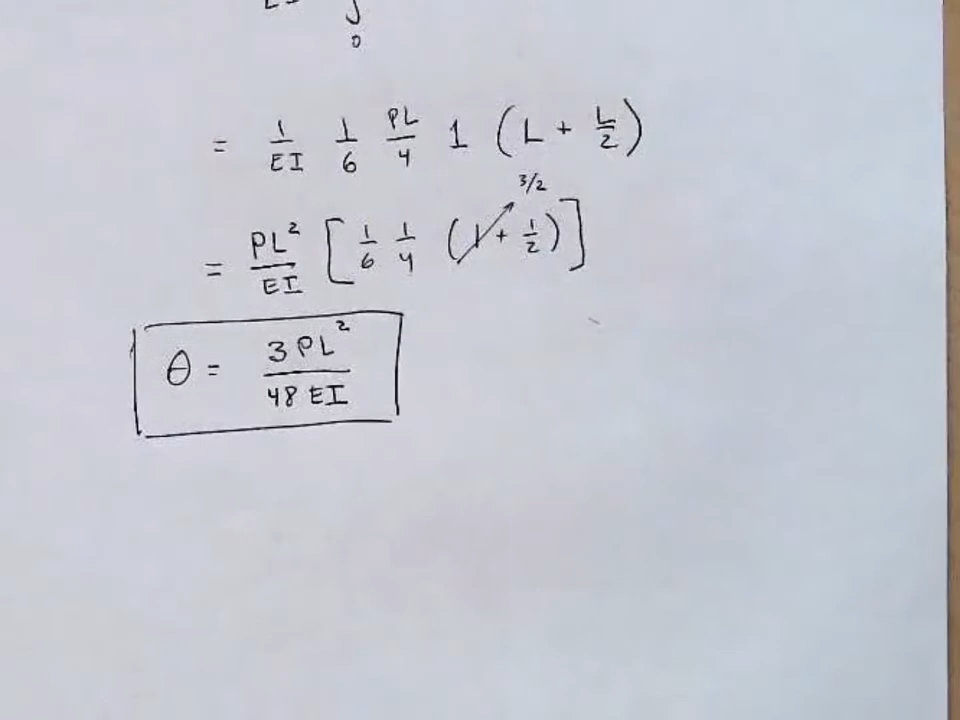 0
= 1/EI 1/6 PL/4 1 (L + L/2)
3/2
= PL²/EI [1/6 1/4 (1 + 1/2)]
θ = 3PL²/48EI